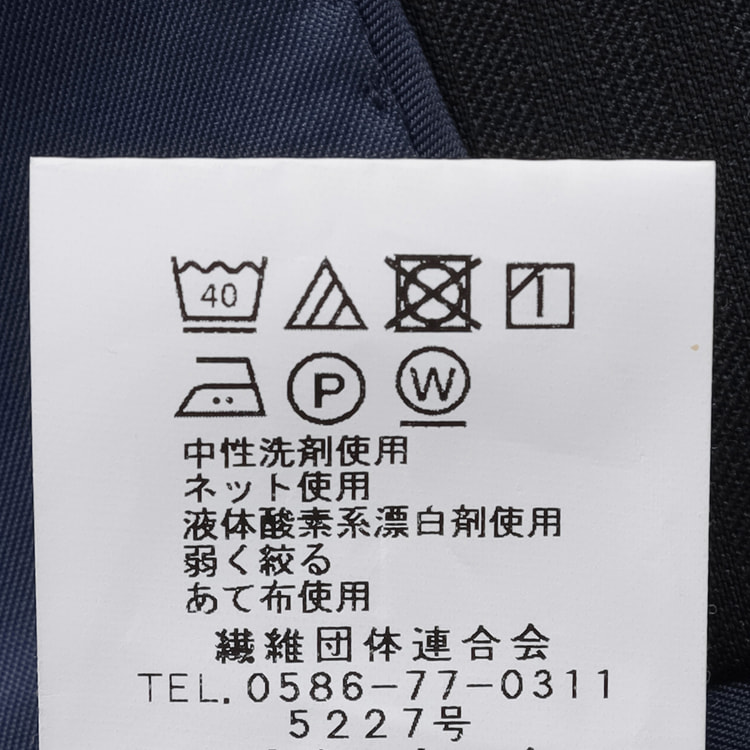 40
P W
中性洗剤使用
ネット使用
液体酸素系漂白剤使用
弱く絞る
あて布使用
繊維団体連合会
TEL.0586-77-0311
5227号